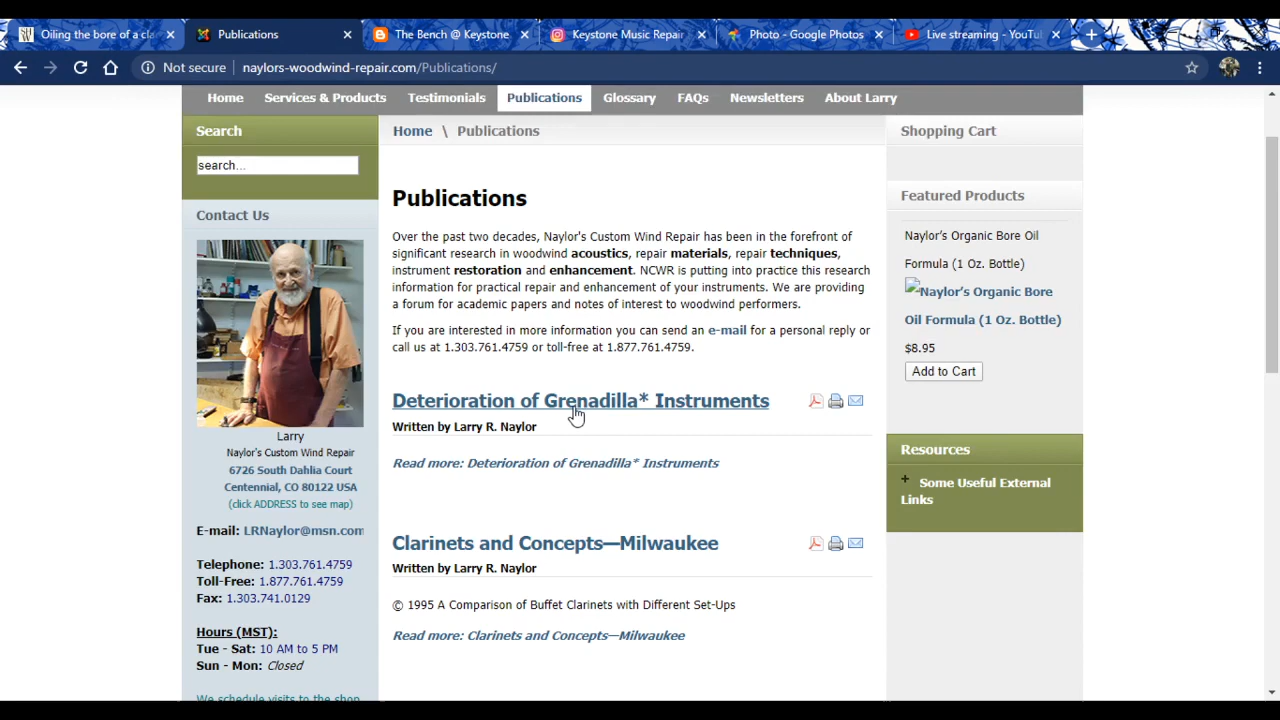 Oiling the bore of a cla
Publications
The Bench @ Keystone
Keystone Music Repair
Photo - Google Photos
Live streaming - YouTu
Not secure
naylors-woodwind-repair.com/Publications/
Home
Services & Products
Testimonials
Publications
Glossary
FAQs
Newsletters
About Larry
Search
search...
Contact Us
Larry
Naylor's Custom Wind Repair
6726 South Dahlia Court
Centennial, CO 80122 USA
(click ADDRESS to see map)
E-mail: LRNaylor@msn.com
Telephone: 1.303.761.4759
Toll-Free: 1.877.761.4759
Fax: 1.303.741.0129
Hours (MST):
Tue - Sat: 10 AM to 5 PM
Sun - Mon: Closed
We schedule visits to the shop
Home \ Publications
Publications
Over the past two decades, Naylor's Custom Wind Repair has been in the forefront of
significant research in woodwind acoustics, repair materials, repair techniques,
instrument restoration and enhancement. NCWR is putting into practice this research
information for practical repair and enhancement of your instruments. We are providing
a forum for academic papers and notes of interest to woodwind performers.
If you are interested in more information you can send an e-mail for a personal reply or
call us at 1.303.761.4759 or toll-free at 1.877.761.4759.
Deterioration of Grenadilla* Instruments
Written by Larry R. Naylor
Read more: Deterioration of Grenadilla* Instruments
Clarinets and Concepts—Milwaukee
Written by Larry R. Naylor
© 1995 A Comparison of Buffet Clarinets with Different Set-Ups
Read more: Clarinets and Concepts—Milwaukee
Shopping Cart
Featured Products
Naylor's Organic Bore Oil
Formula (1 Oz. Bottle)
Naylor's Organic Bore
Oil Formula (1 Oz. Bottle)
$8.95
Add to Cart
Resources
Some Useful External
Links